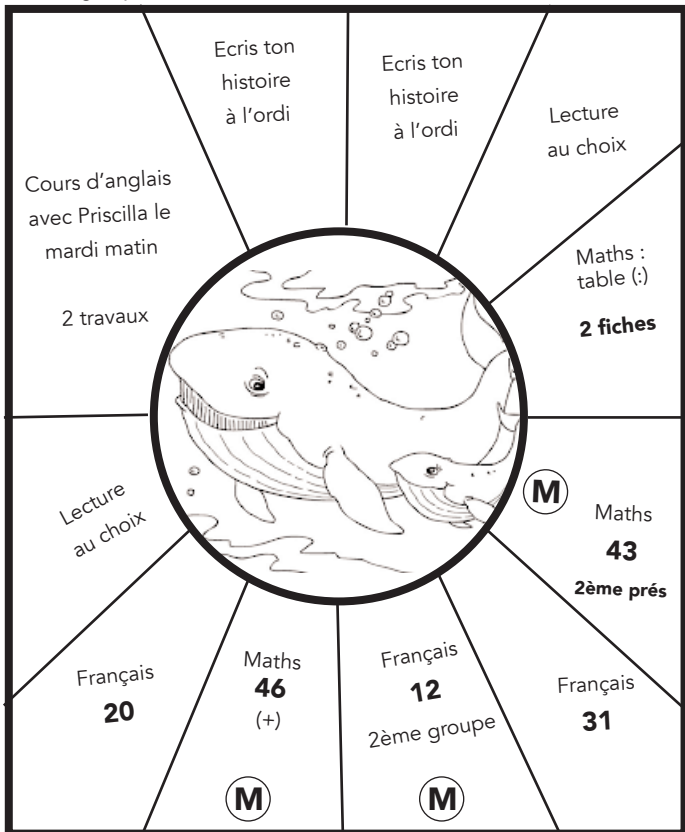 Ecris ton
histoire
à l'ordi
Ecris ton
histoire
à l'ordi
Lecture
au choix
Maths :
table (:)
2 fiches
M
Maths
43
2ème prés
Français
31
Français
12
2ème groupe
M
Maths
46
(+)
M
Français
20
Lecture
au choix
Cours d'anglais
avec Priscilla le
mardi matin
2 travaux